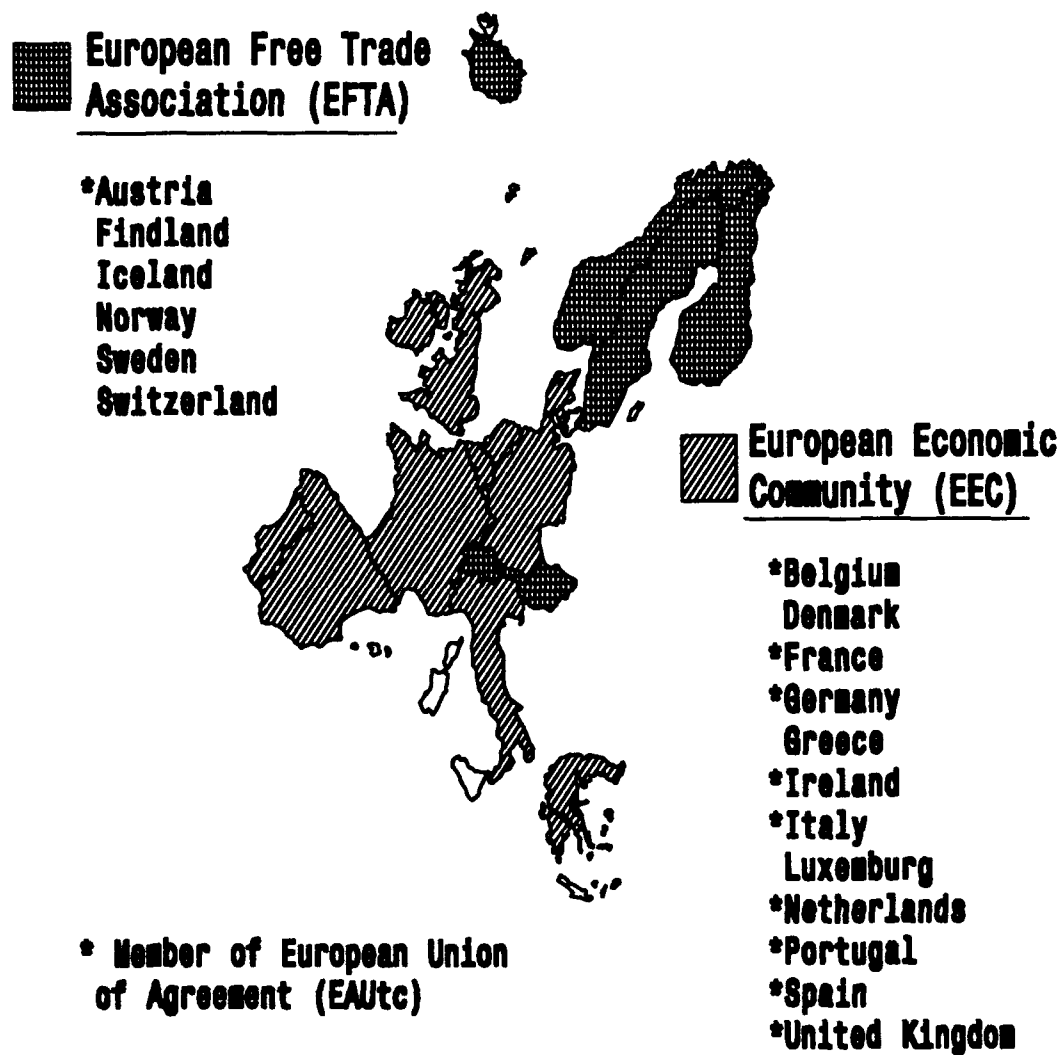 European Free Trade
Association (EFTA)
*Austria
Findland
Iceland
Norway
Sweden
Switzerland
European Economic
Community (EEC)
*Belgium
Denmark
*France
*Germany
Greece
*Ireland
*Italy
Luxemburg
*Netherlands
*Portugal
*Spain
*United Kingdom
* Member of European Union
of Agreement (EAUtc)